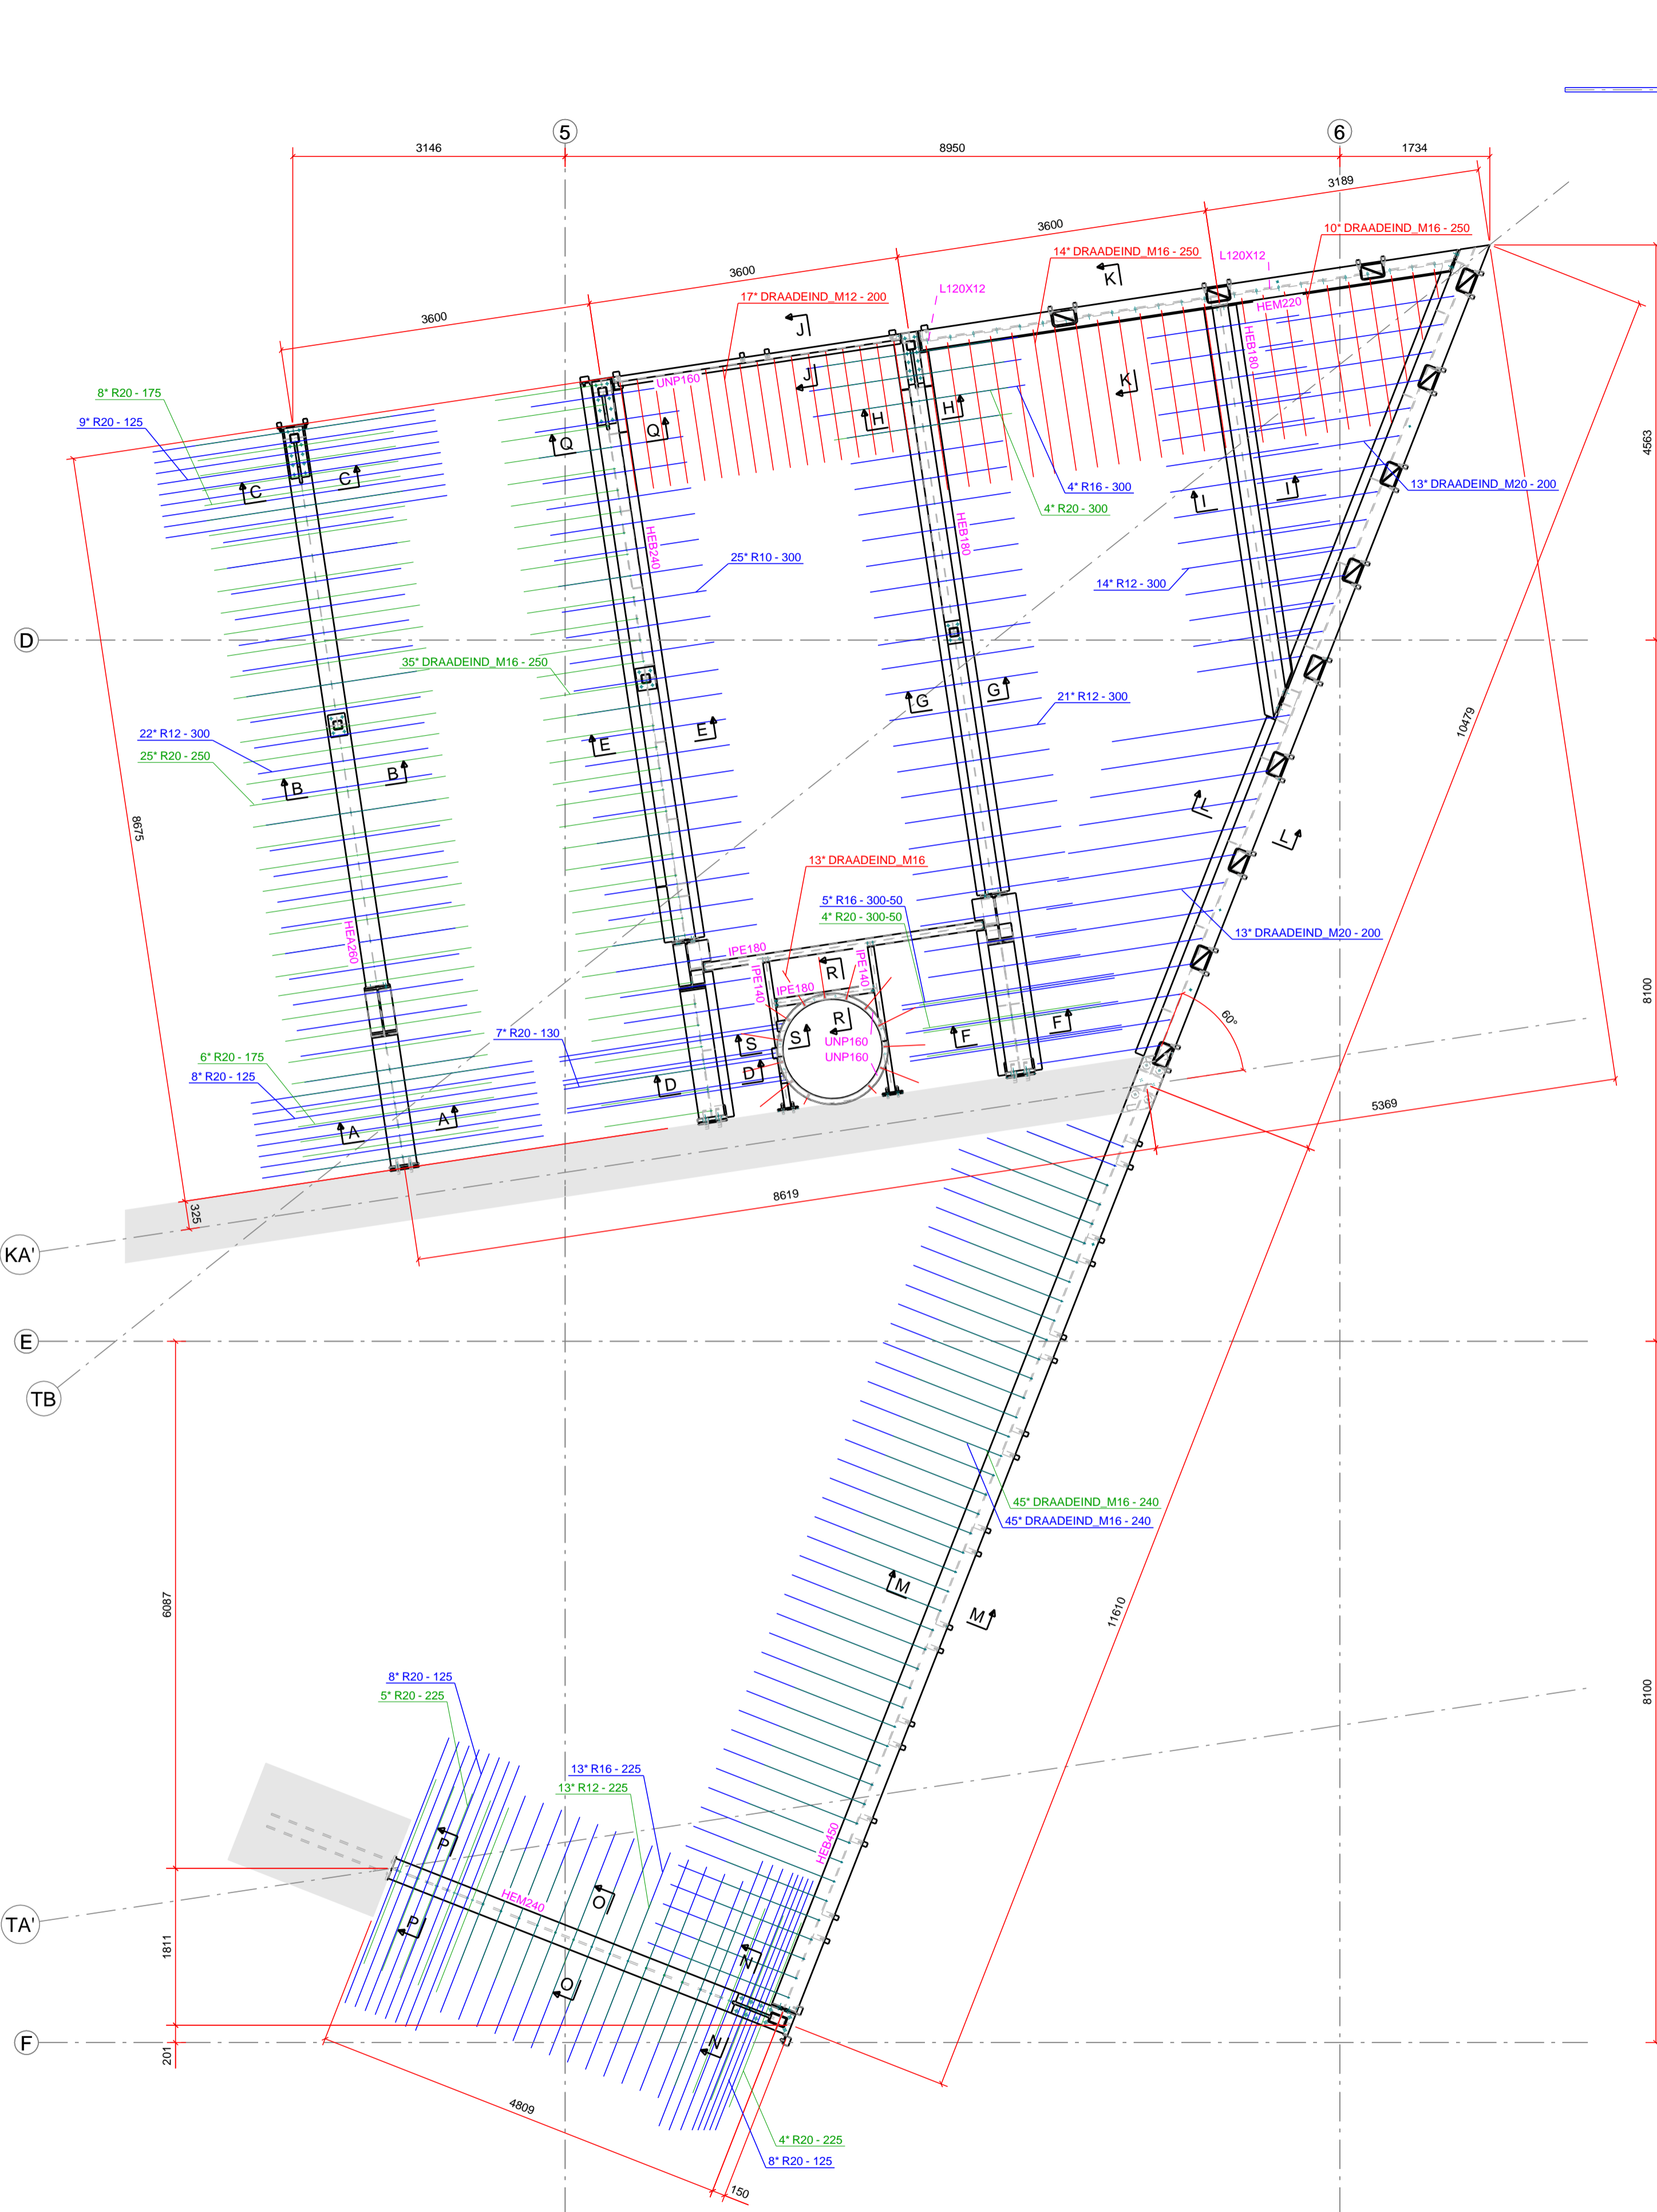 5
6
3146
8950
1734
3189
3600
10* DRAADEIND_M16 - 250
14* DRAADEIND_M16 - 250
L120X12
K
3600
L120X12
HEM220
17* DRAADEIND_M12 - 200
3600
J
HEB180
J
K
UNP160
8* R20 - 175
9* R20 - 125
H
H
Q
Q
4563
C
C
4* R16 - 300
4* R20 - 300
13* DRAADEIND_M20 - 200
I
I
HEB240
HEB180
25* R10 - 300
14* R12 - 300
D
35* DRAADEIND_M16 - 250
G
G
21* R12 - 300
10479
22* R12 - 300
25* R20 - 250
E
E
B
B
8675
L
L
13* DRAADEIND_M16
5* R16 - 300-50
4* R20 - 300-50
13* DRAADEIND_M20 - 200
HEA260
IPE180
IPE140
IPE140
R
IPE180
8100
60°
7* R20 - 130
R
S
S
UNP160
UNP160
F
F
6* R20 - 175
8* R20 - 125
D
D
5369
A
A
8619
325
KA'
E
TB
45* DRAADEIND_M16 - 240
45* DRAADEIND_M16 - 240
M
M
6087
11610
8100
8* R20 - 125
5* R20 - 225
13* R16 - 225
13* R12 - 225
HEB450
P
HEM240
O
P
TA'
1811
N
O
F
201
N
4809
4* R20 - 225
8* R20 - 125
150